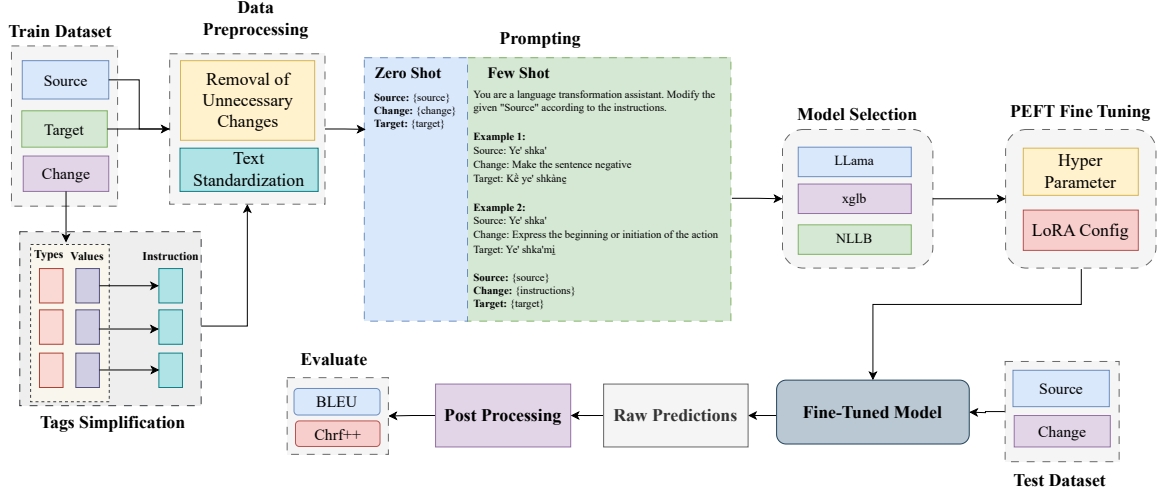 Train Dataset
Source
Target
Change
Types Values Instruction
Tags Simplification
Data
Preprocessing
Removal of
Unnecessary
Changes
Text
Standardization
Prompting
Zero Shot
Source: {source}
Change: {change}
Target: {target}
Few Shot
You are a language transformation assistant. Modify the
given "Source" according to the instructions.
Example 1:
Source: Ye' shka'
Change: Make the sentence negative
Target: Kë̀ ye' shkàne̠
Example 2:
Source: Ye' shka'
Change: Express the beginning or initiation of the action
Target: Ye' shka'mi̠
Source: {source}
Change: {instructions}
Target: {target}
Model Selection
LLama
xglb
NLLB
PEFT Fine Tuning
Hyper
Parameter
LoRA Config
Evaluate
BLEU
Chrf++
Post Processing
Raw Predictions
Fine-Tuned Model
Source
Change
Test Dataset